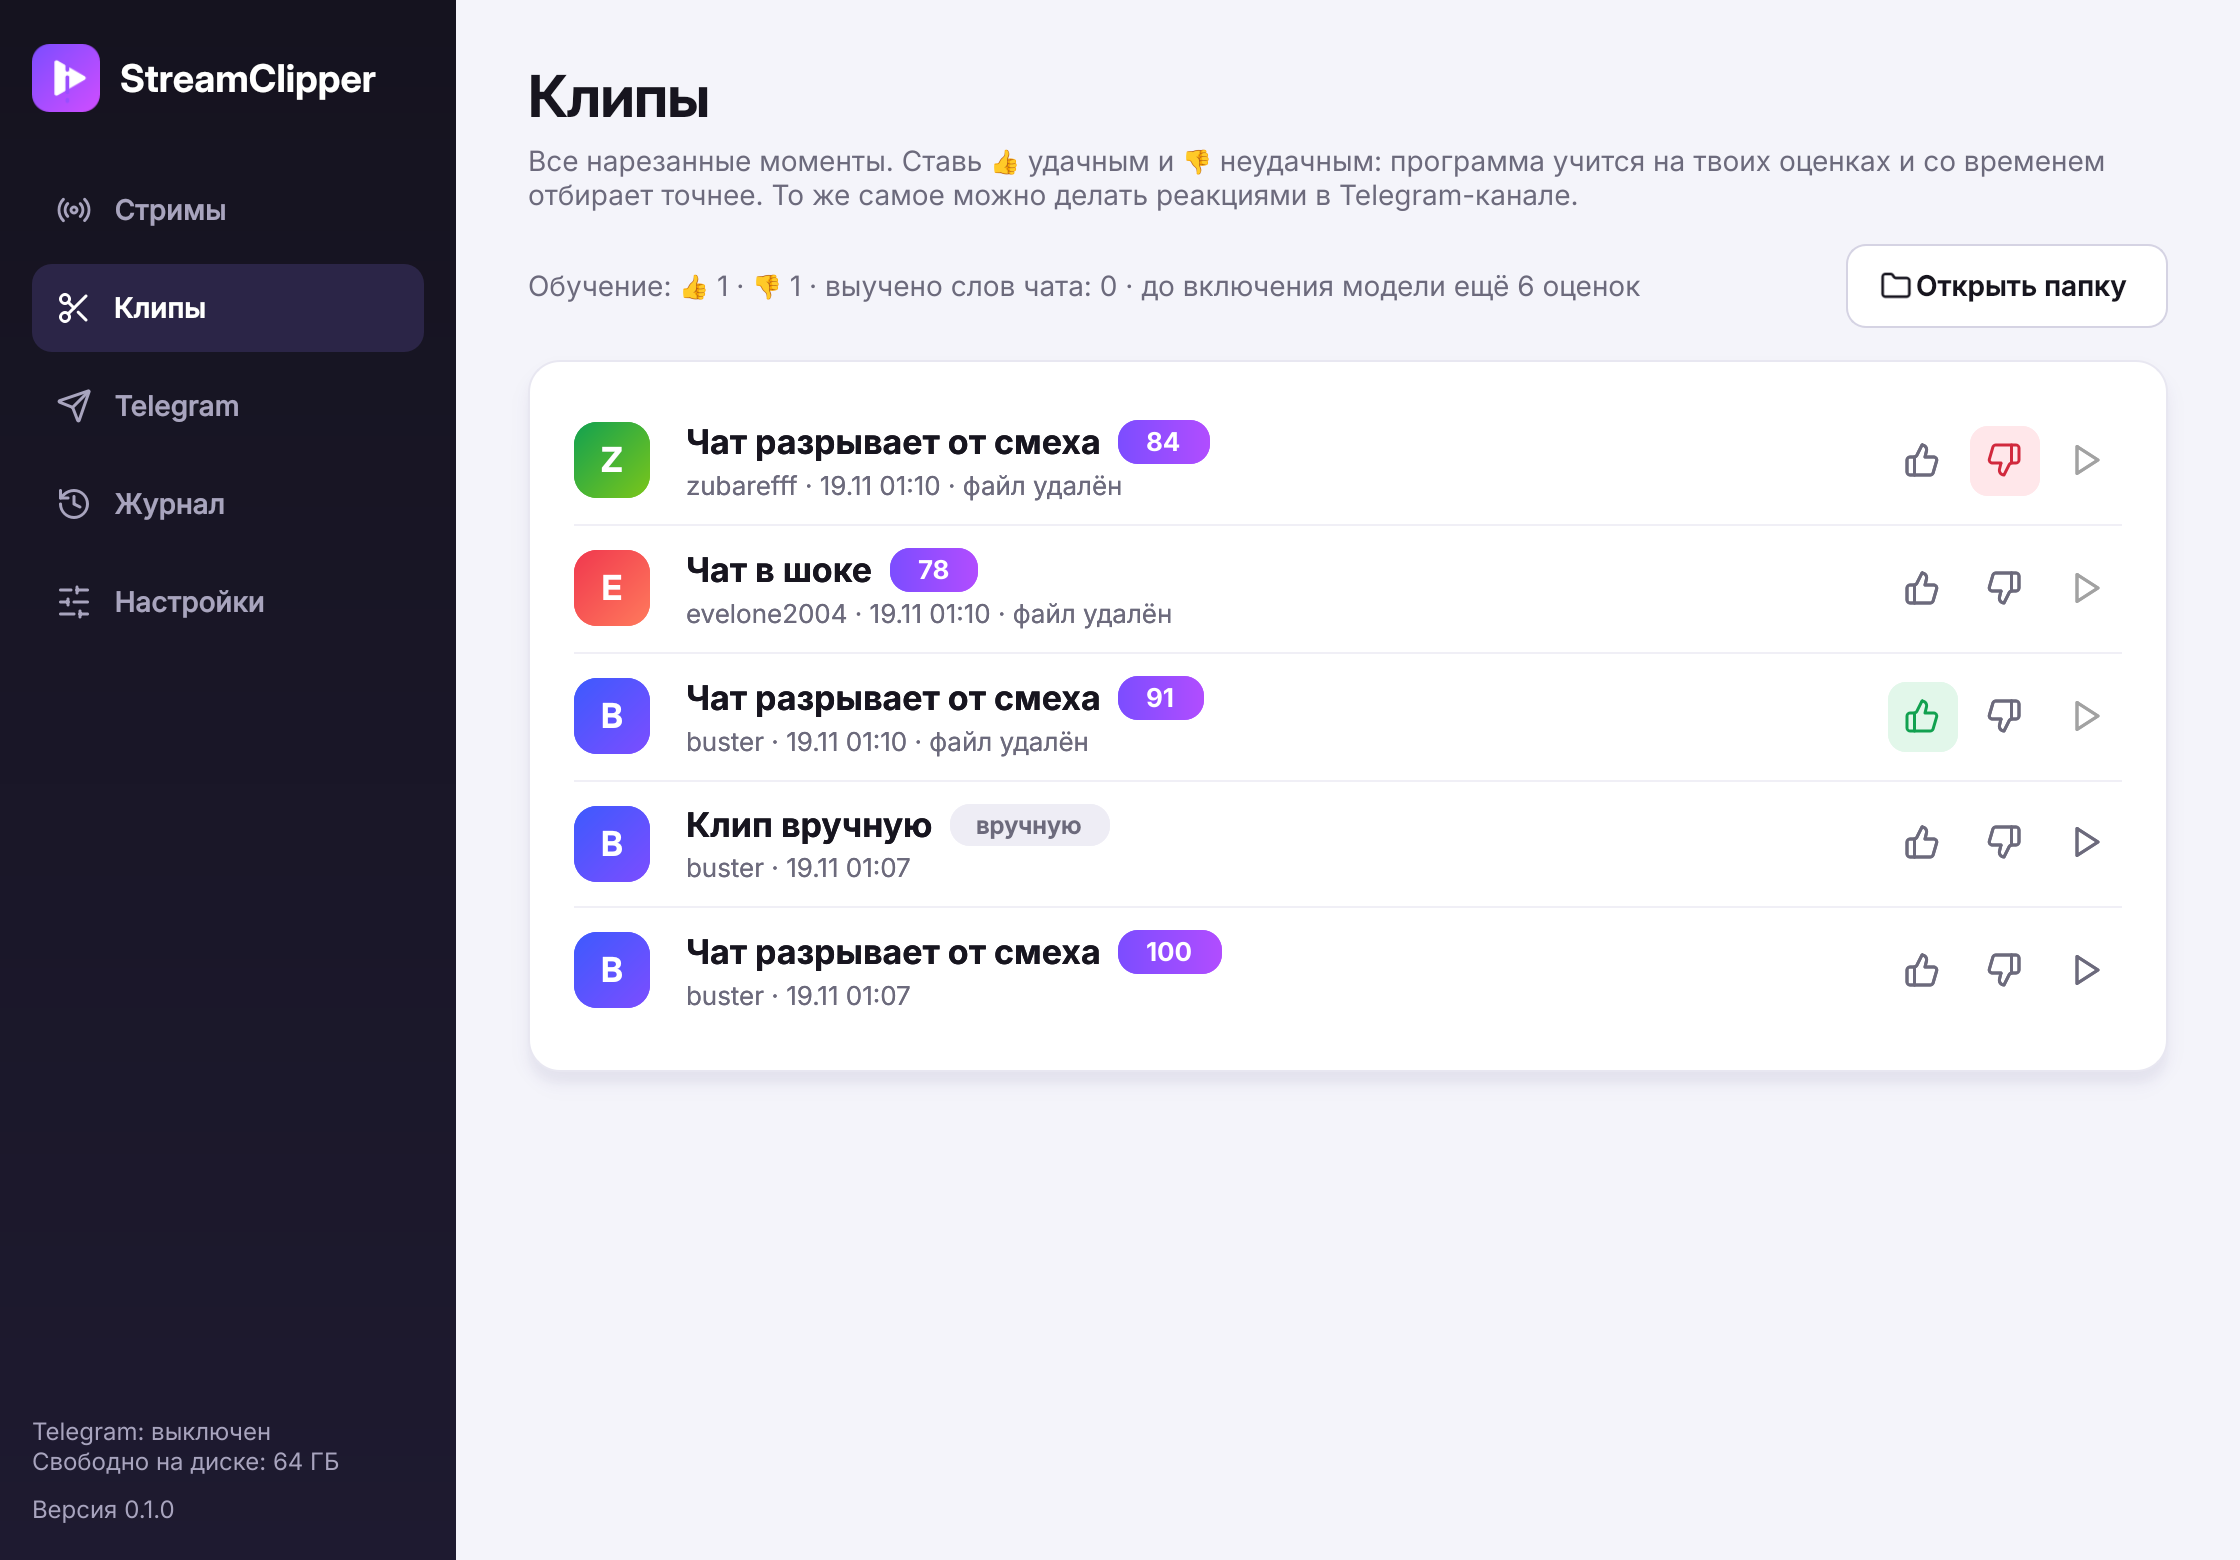 StreamClipper
Стримы
Клипы
Telegram
Журнал
Настройки
Telegram: выключен
Свободно на диске: 64 ГБ
Версия 0.1.0
Клипы
Все нарезанные моменты. Ставь 👍 удачным и 👎 неудачным: программа учится на твоих оценках и со временем
отбирает точнее. То же самое можно делать реакциями в Telegram-канале.
Обучение: 👍 1 · 👎 1 · выучено слов чата: 0 · до включения модели ещё 6 оценок
Открыть папку
Z
Чат разрывает от смеха 84
zubarefff · 19.11 01:10 · файл удалён
E
Чат в шоке 78
evelone2004 · 19.11 01:10 · файл удалён
B
Чат разрывает от смеха 91
buster · 19.11 01:10 · файл удалён
B
Клип вручную вручную
buster · 19.11 01:07
B
Чат разрывает от смеха 100
buster · 19.11 01:07